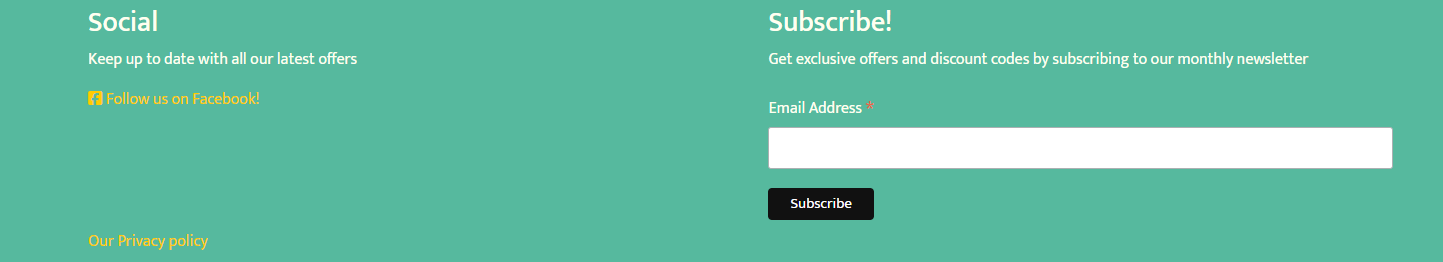 Social
Keep up to date with all our latest offers
Follow us on Facebook!
Our Privacy policy
Subscribe!
Get exclusive offers and discount codes by subscribing to our monthly newsletter
Email Address *
Subscribe